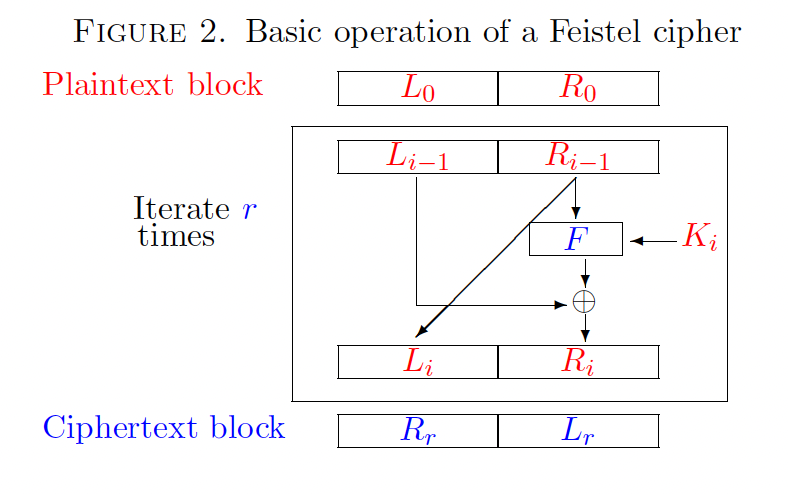 FIGURE 2. Basic operation of a Feistel cipher
Plaintext block L₀ R₀
Lᵢ₋₁ Rᵢ₋₁
Iterate r
times
F Kᵢ
⊕
Lᵢ Rᵢ
Ciphertext block Rᵣ Lᵣ